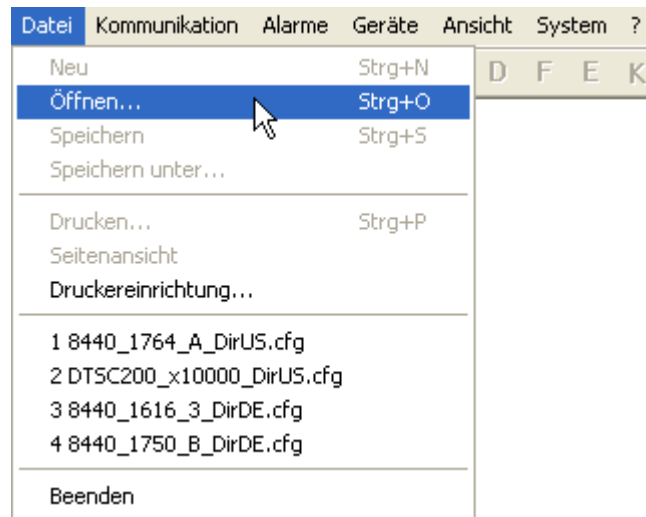 Datei Kommunikation Alarme Geräte Ansicht System ?
D F E K
Neu Strg+N
Öffnen... Strg+O
Speichern Strg+S
Speichern unter...
Drucken... Strg+P
Seitenansicht
Druckereinrichtung...
1 8440_1764_A_DirUS.cfg
2 DTSC200_x10000_DirUS.cfg
3 8440_1616_3_DirDE.cfg
4 8440_1750_B_DirDE.cfg
Beenden